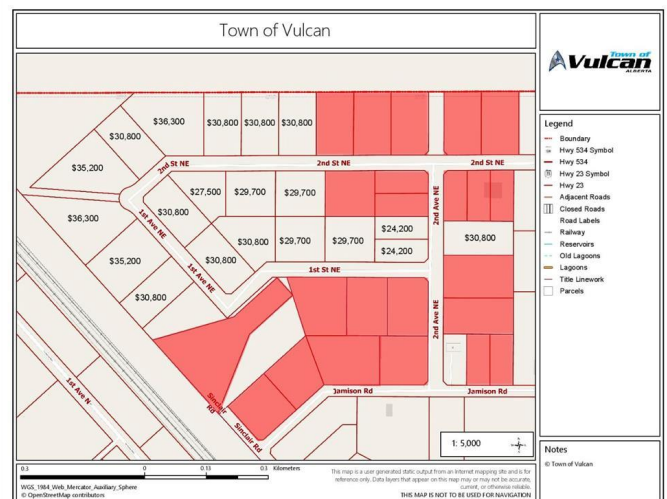 Town of Vulcan
Town of
Vulcan
ALBERTA
$36,300
$30,800
$30,800
$30,800
$30,800
$35,200
2nd St NE
2nd St NE
2nd St NE
$27,500
$29,700
$29,700
$36,300
$30,800
1st Ave NE
2nd Ave NE
$24,200
$30,800
$29,700
$29,700
$24,200
$30,800
$35,200
1st Ave NE
1st St NE
$30,800
2nd Ave NE
1st Ave N
Sinclair
Rd
Jamison Rd
Jamison Rd
Sinclair Rd
1: 5,000
Legend
Boundary
Hwy 534 Symbol
Hwy 534
Hwy 23 Symbol
Hwy 23
Adjacent Roads
Closed Roads
Road Labels
Railway
Reservoirs
Old Lagoons
Lagoons
Title Linework
Parcels
Notes
© Town of Vulcan
0.3 0 0.13 0.3 Kilometers
WGS_1984_Web_Mercator_Auxiliary_Sphere
© OpenStreetMap contributors
This map is a user generated static output from an Internet mapping site and is for
reference only. Data layers that appear on this map may or may not be accurate,
current, or otherwise reliable.
THIS MAP IS NOT TO BE USED FOR NAVIGATION